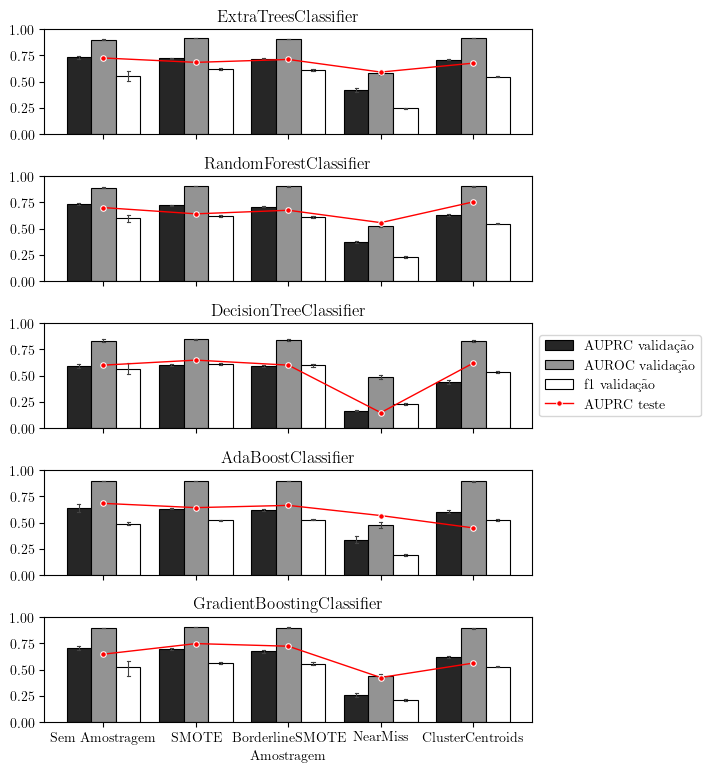 ExtraTreesClassifier
1.00
0.75
0.50
0.25
0.00
RandomForestClassifier
1.00
0.75
0.50
0.25
0.00
DecisionTreeClassifier
1.00
0.75
0.50
0.25
0.00
AUPRC validação
AUROC validação
f1 validação
AUPRC teste
AdaBoostClassifier
1.00
0.75
0.50
0.25
0.00
GradientBoostingClassifier
1.00
0.75
0.50
0.25
0.00
Sem Amostragem SMOTE BorderlineSMOTE NearMiss ClusterCentroids
Amostragem